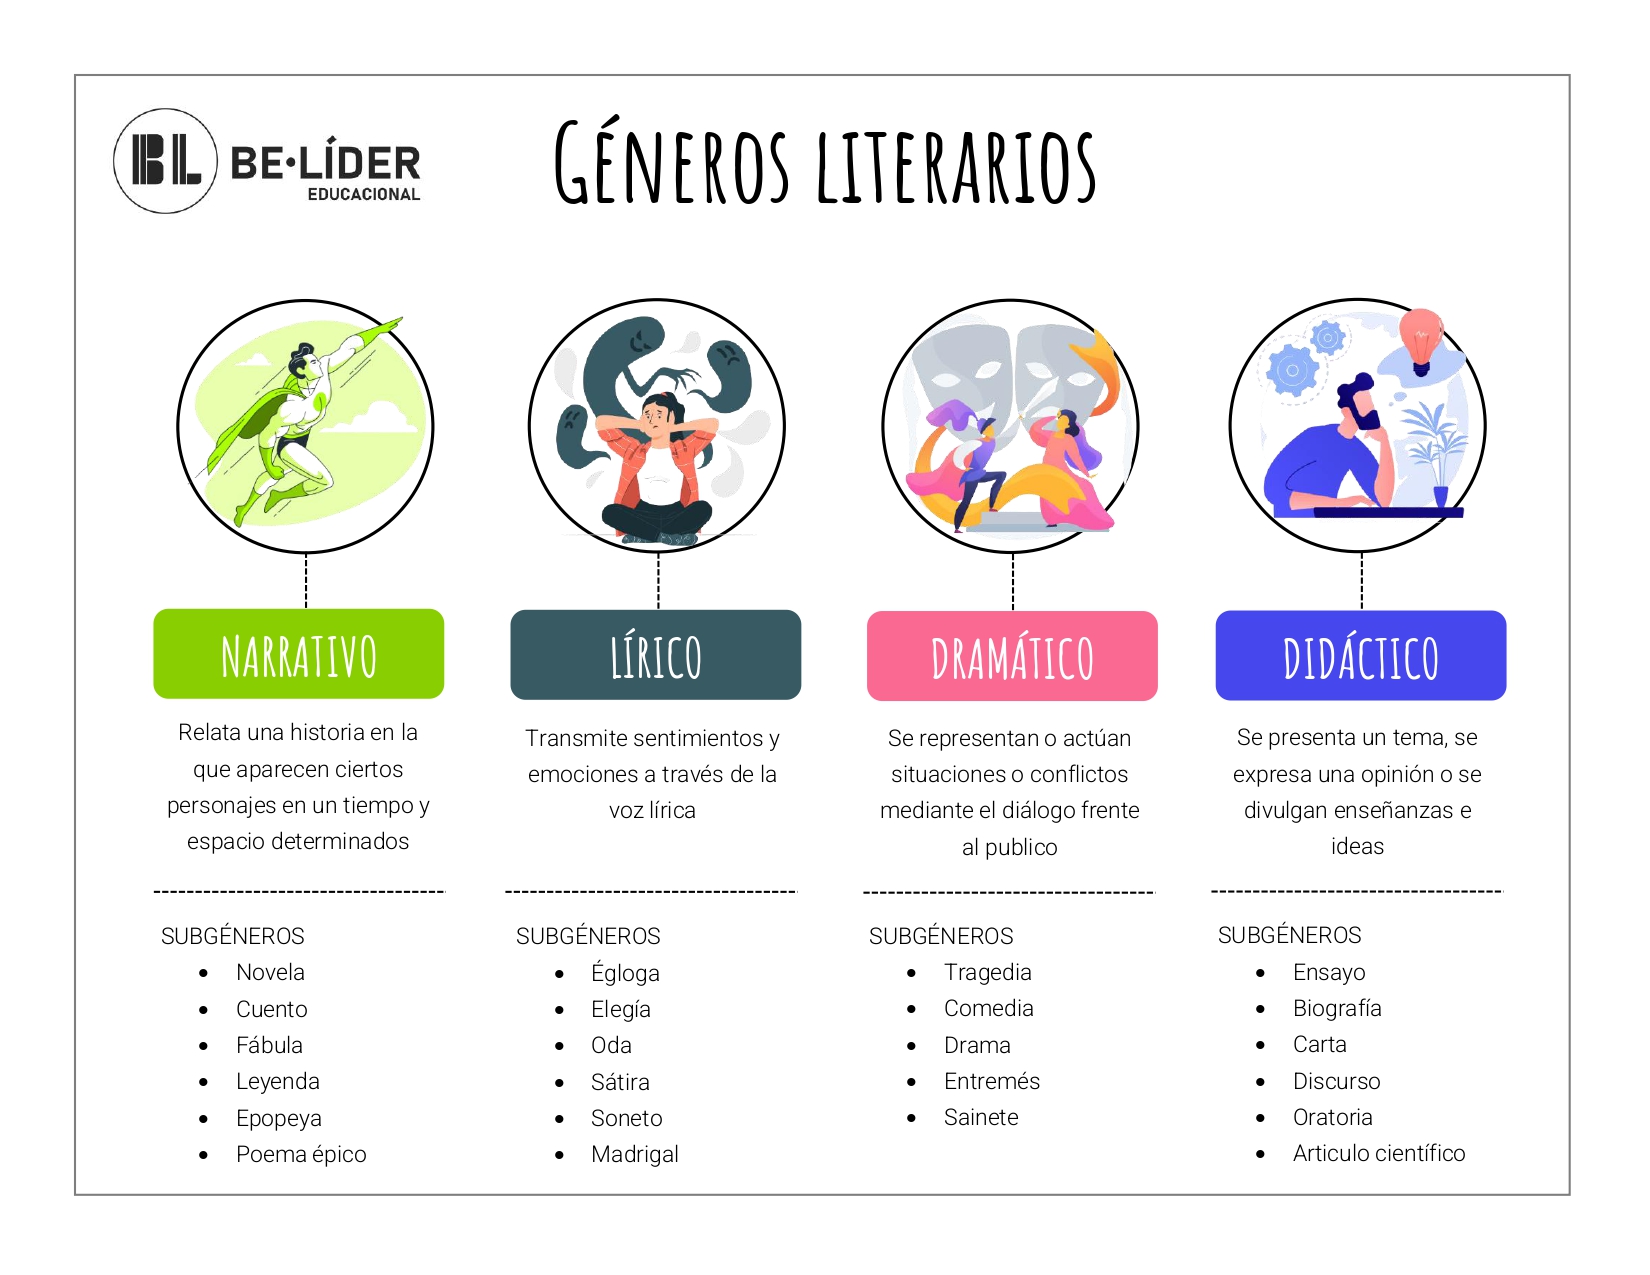 BL BE·LÍDER
EDUCACIONAL
GÉNEROS LITERARIOS
NARRATIVO
Relata una historia en la
que aparecen ciertos
personajes en un tiempo y
espacio determinados
SUBGÉNEROS
• Novela
• Cuento
• Fábula
• Leyenda
• Epopeya
• Poema épico
LÍRICO
Transmite sentimientos y
emociones a través de la
voz lírica
SUBGÉNEROS
• Égloga
• Elegía
• Oda
• Sátira
• Soneto
• Madrigal
DRAMÁTICO
Se representan o actúan
situaciones o conflictos
mediante el diálogo frente
al publico
SUBGÉNEROS
• Tragedia
• Comedia
• Drama
• Entremés
• Sainete
DIDÁCTICO
Se presenta un tema, se
expresa una opinión o se
divulgan enseñanzas e
ideas
SUBGÉNEROS
• Ensayo
• Biografía
• Carta
• Discurso
• Oratoria
• Articulo científico